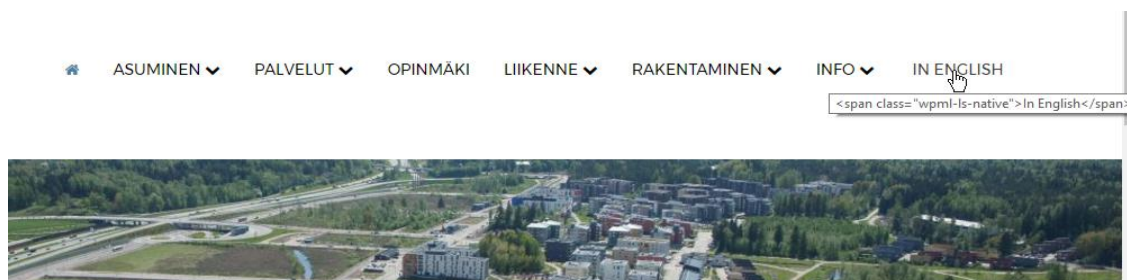 ASUMINEN PALVELUT OPINMÄKI LIIKENNE RAKENTAMINEN INFO IN ENGLISH
<span class="wpml-ls-native">In English</span>